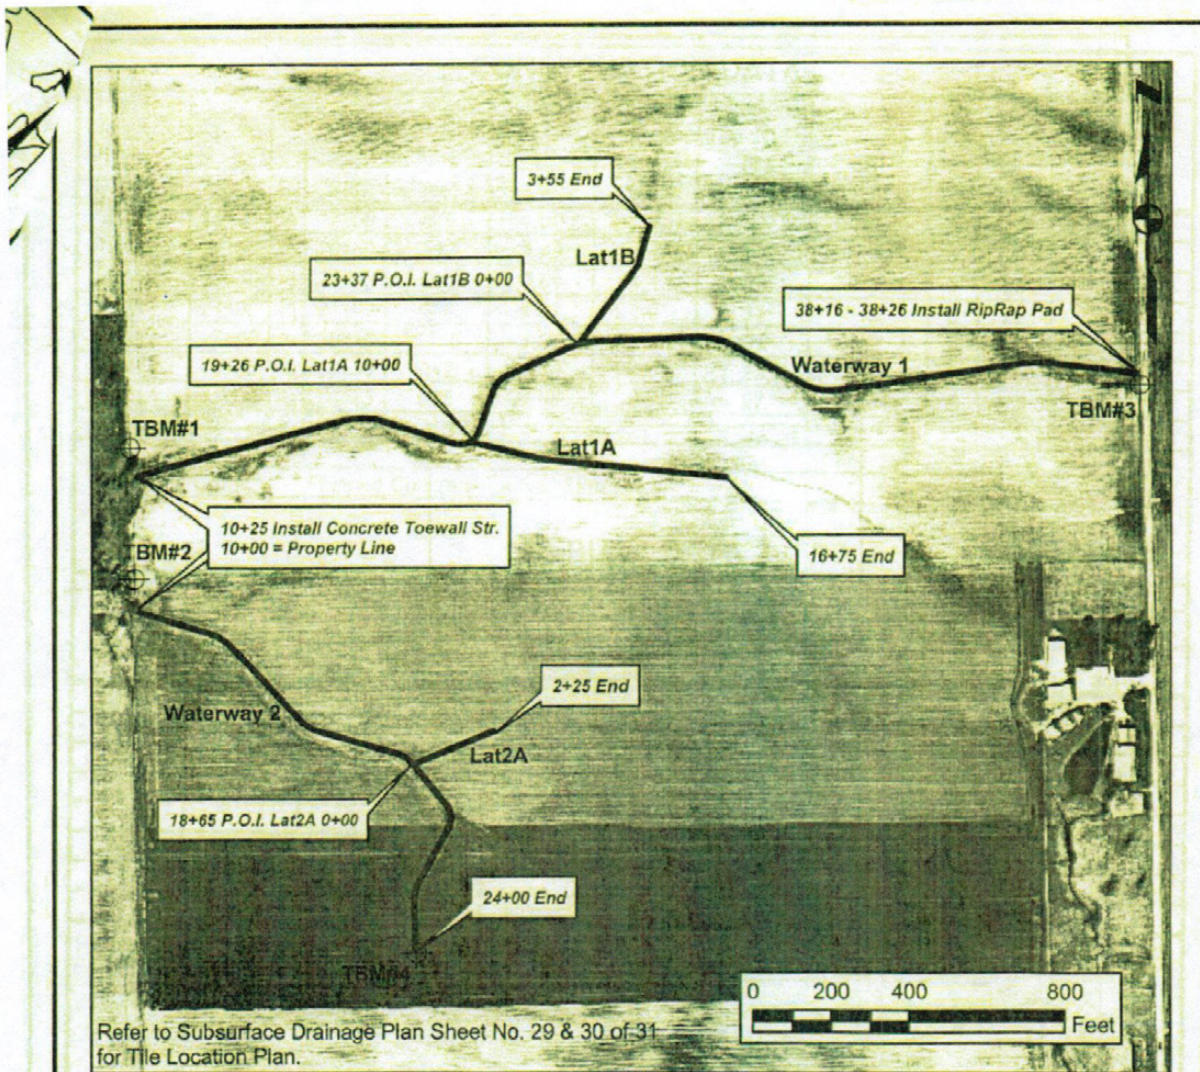 3+55 End
Lat1B
23+37 P.O.I. Lat1B 0+00
38+16 - 38+26 Install RipRap Pad
19+26 P.O.I. Lat1A 10+00
Waterway 1
TBM#3
TBM#1
Lat1A
10+25 Install Concrete Toewall Str.
10+00 = Property Line
TBM#2
16+75 End
2+25 End
Waterway 2
Lat2A
18+65 P.O.I. Lat2A 0+00
24+00 End
TBM#4
0 200 400 800
Feet
Refer to Subsurface Drainage Plan Sheet No. 29 & 30 of 31
for Tile Location Plan.